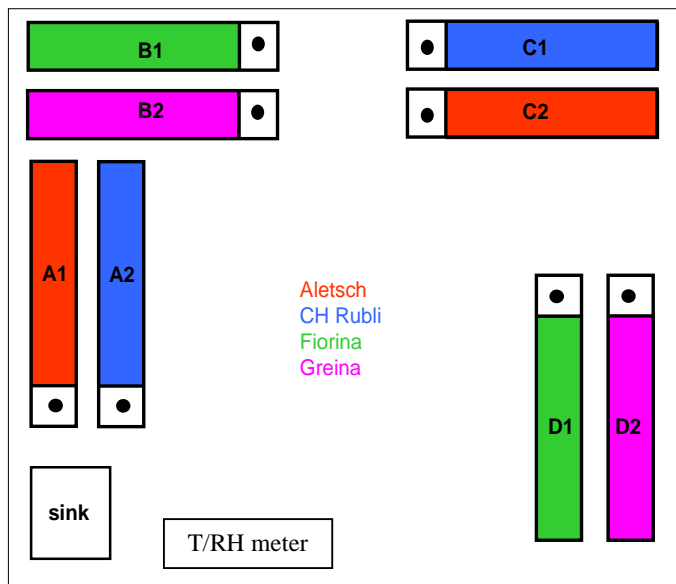 B1
C1
B2
C2
A1
A2
Aletsch
CH Rubli
Fiorina
Greina
D1
D2
sink
T/RH meter